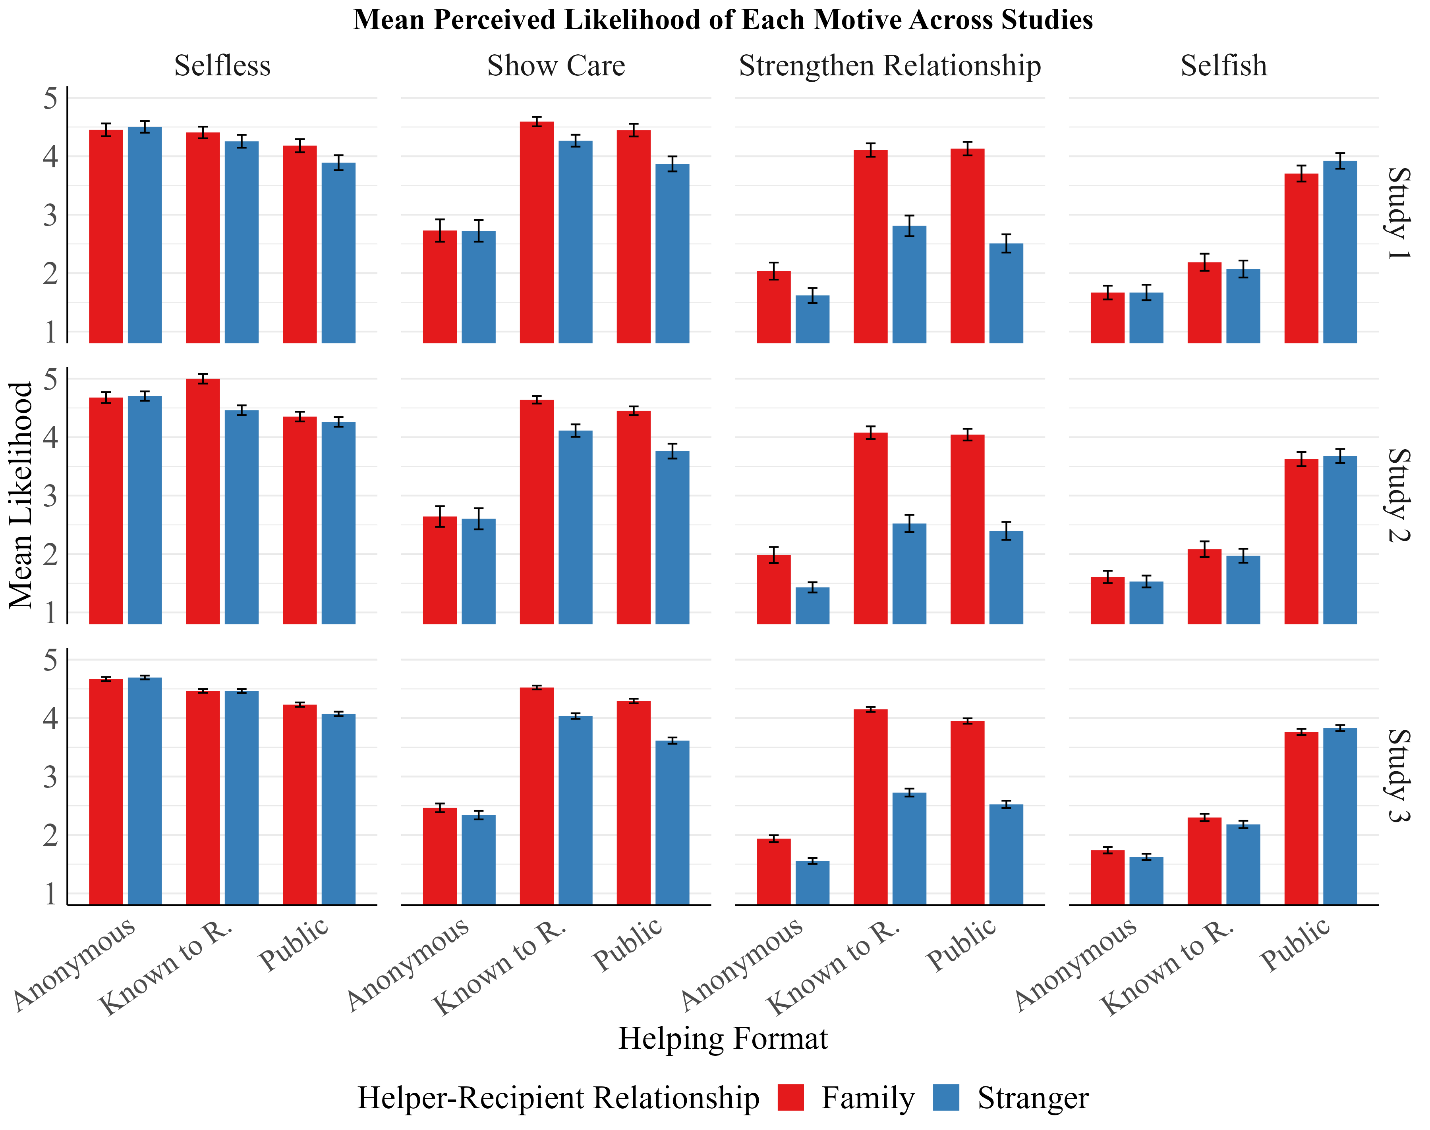 Mean Perceived Likelihood of Each Motive Across Studies
Selfless Show Care Strengthen Relationship Selfish
5
4
3
2
1
Study 1
5
4
3
2
1
Study 2
5
4
3
2
1
Study 3
Mean Likelihood
Anonymous Known to R. Public Anonymous Known to R. Public Anonymous Known to R. Public Anonymous Known to R. Public
Helping Format
Helper-Recipient Relationship Family Stranger